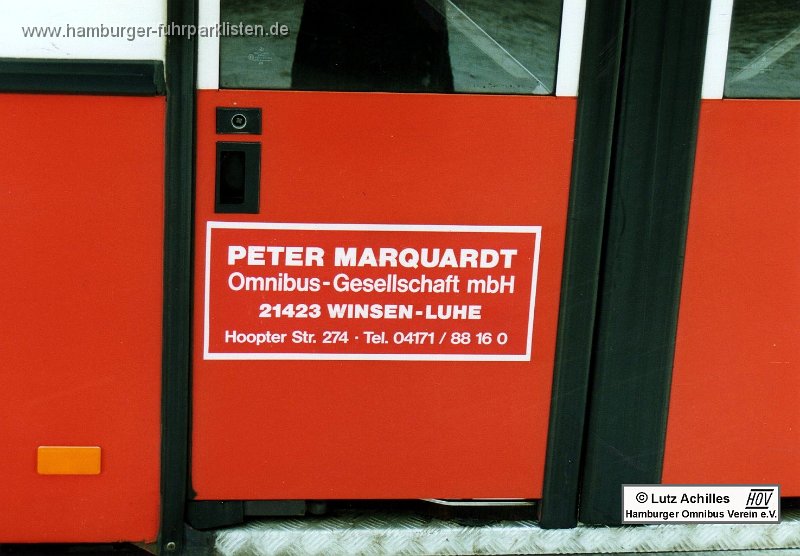 www.hamburger-fuhrparklisten.de
PETER MARQUARDT
Omnibus-Gesellschaft mbH
21423 WINSEN-LUHE
Hoopter Str. 274 · Tel. 04171 / 88 16 0
© Lutz Achilles HOV
Hamburger Omnibus Verein e.V.